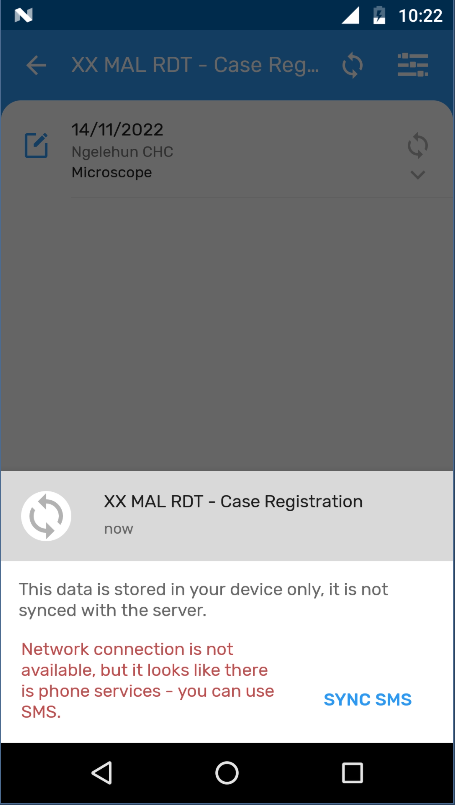 10:22
XX MAL RDT - Case Reg...
14/11/2022
Ngelehun CHC
Microscope
XX MAL RDT - Case Registration
now
This data is stored in your device only, it is not
synced with the server.
Network connection is not
available, but it looks like there
is phone services - you can use
SMS.
SYNC SMS